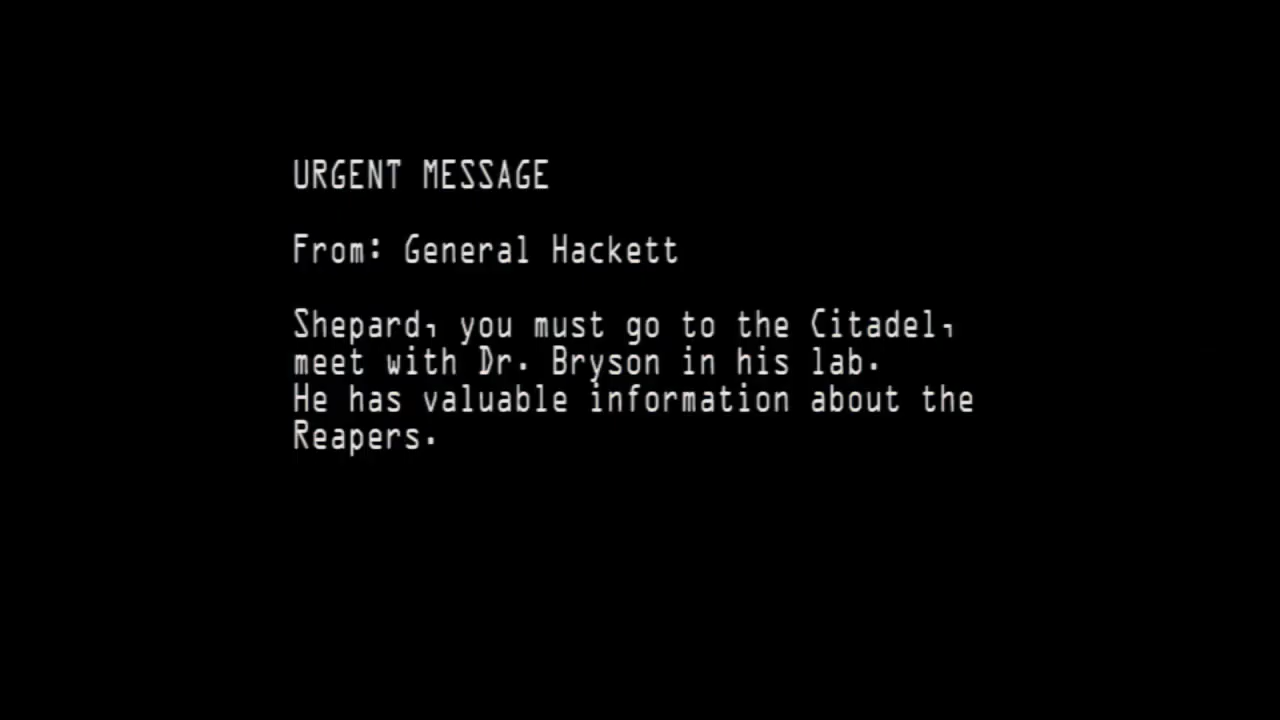 URGENT MESSAGE
From: General Hackett
Shepard, you must go to the Citadel,
meet with Dr. Bryson in his lab.
He has valuable information about the
Reapers.